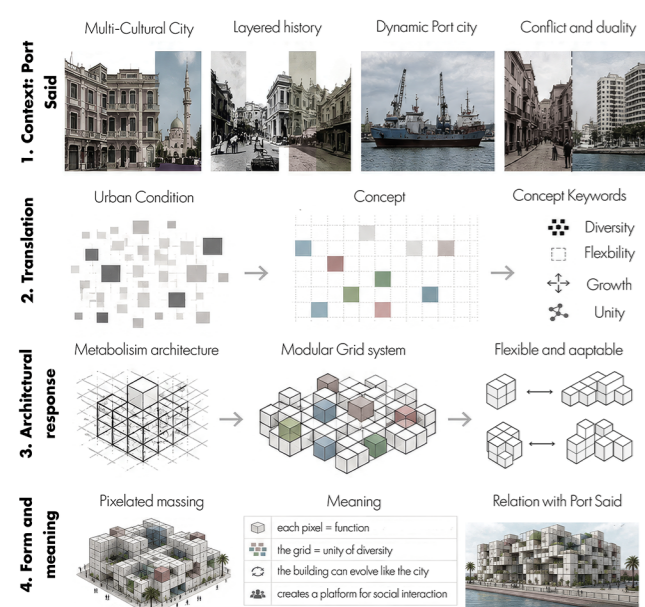 1. Context: Port
Said
Multi-Cultural City
Layered history
Dynamic Port city
Conflict and duality
2. Translation
Urban Condition
Concept
Concept Keywords
Diversity
Flexbility
Growth
Unity
3. Architctural
response
Metabolisim architecture
Modular Grid system
Flexible and aaptable
4. Form and
meaning
Pixelated massing
Meaning
each pixel = function
the grid = unity of diversity
the building can evolve like the city
creates a platform for social interaction
Relation with Port Said